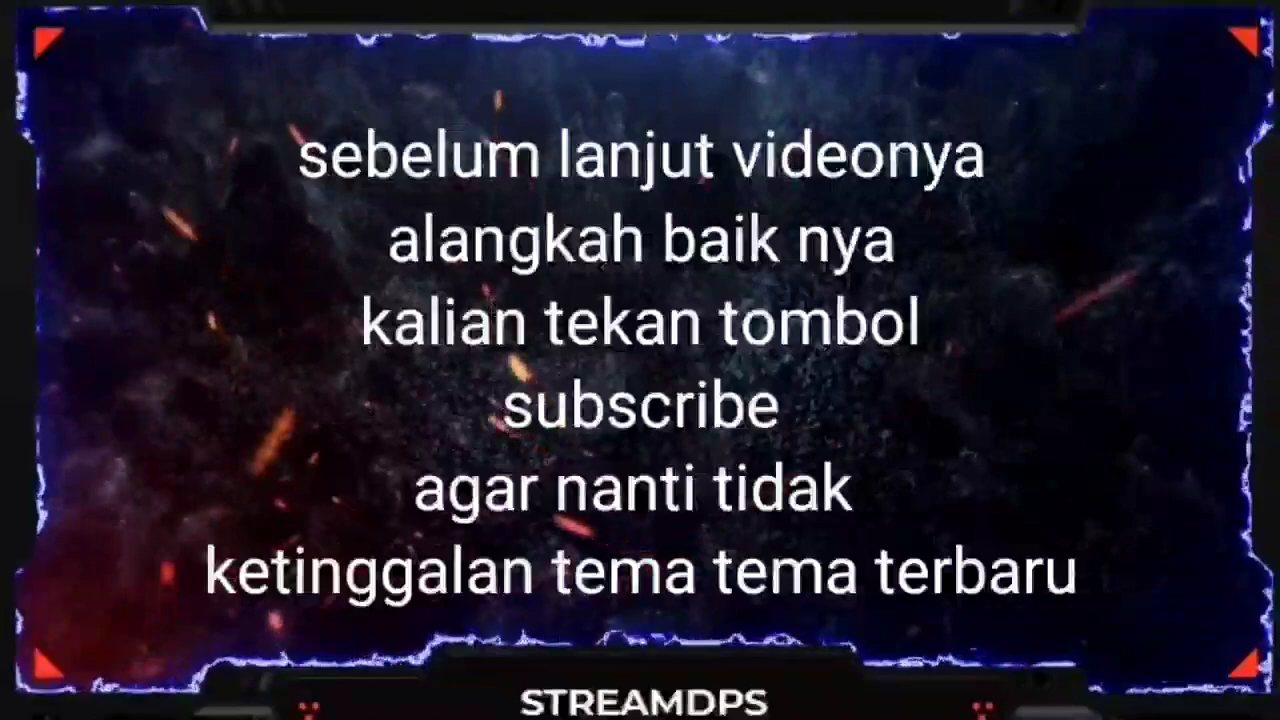 sebelum lanjut videonya
alangkah baik nya
kalian tekan tombol
subscribe
agar nanti tidak
ketinggalan tema tema terbaru
STREAMDPS